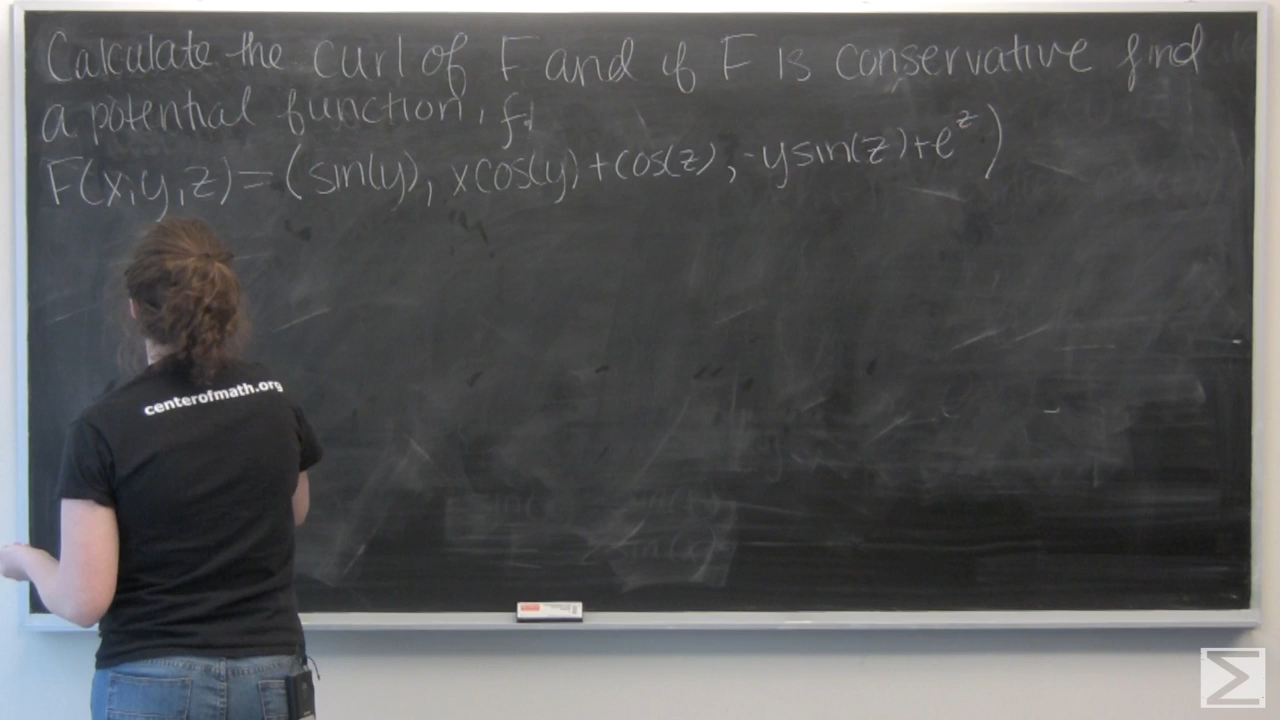 Calculate the curl of F and if F is conservative find
a potential function, f.
F(x,y,z)=(sin(y), xcos(y)+cos(z), -ysin(z)+e^z)
centerofmath.org